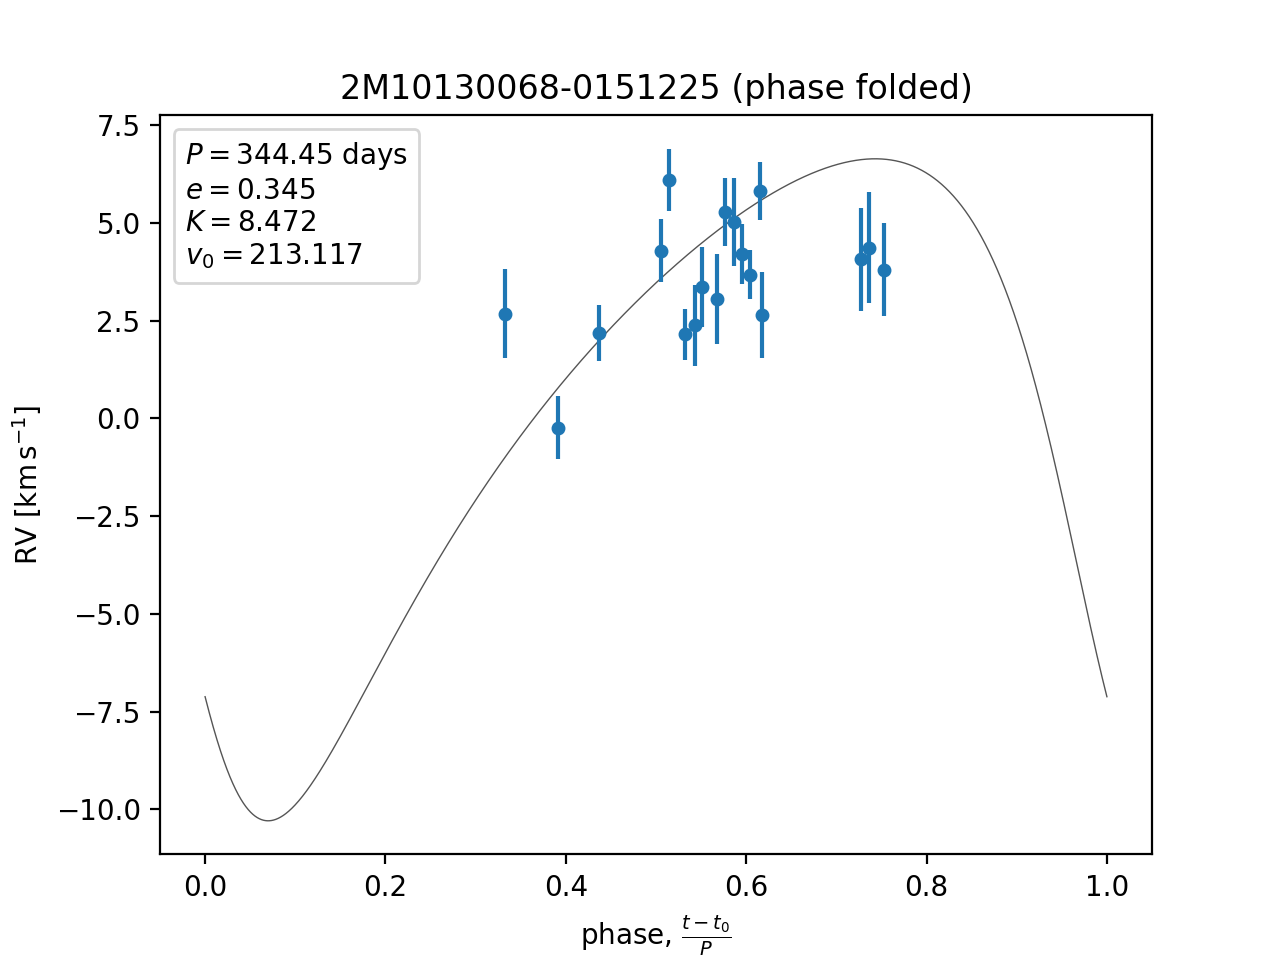 2M10130068-0151225 (phase folded)
P = 344.45 days
e = 0.345
K = 8.472
v₀ = 213.117
7.5
5.0
2.5
0.0
−2.5
−5.0
−7.5
−10.0
RV [km s⁻¹]
0.0 0.2 0.4 0.6 0.8 1.0
phase, (t − t₀)/P